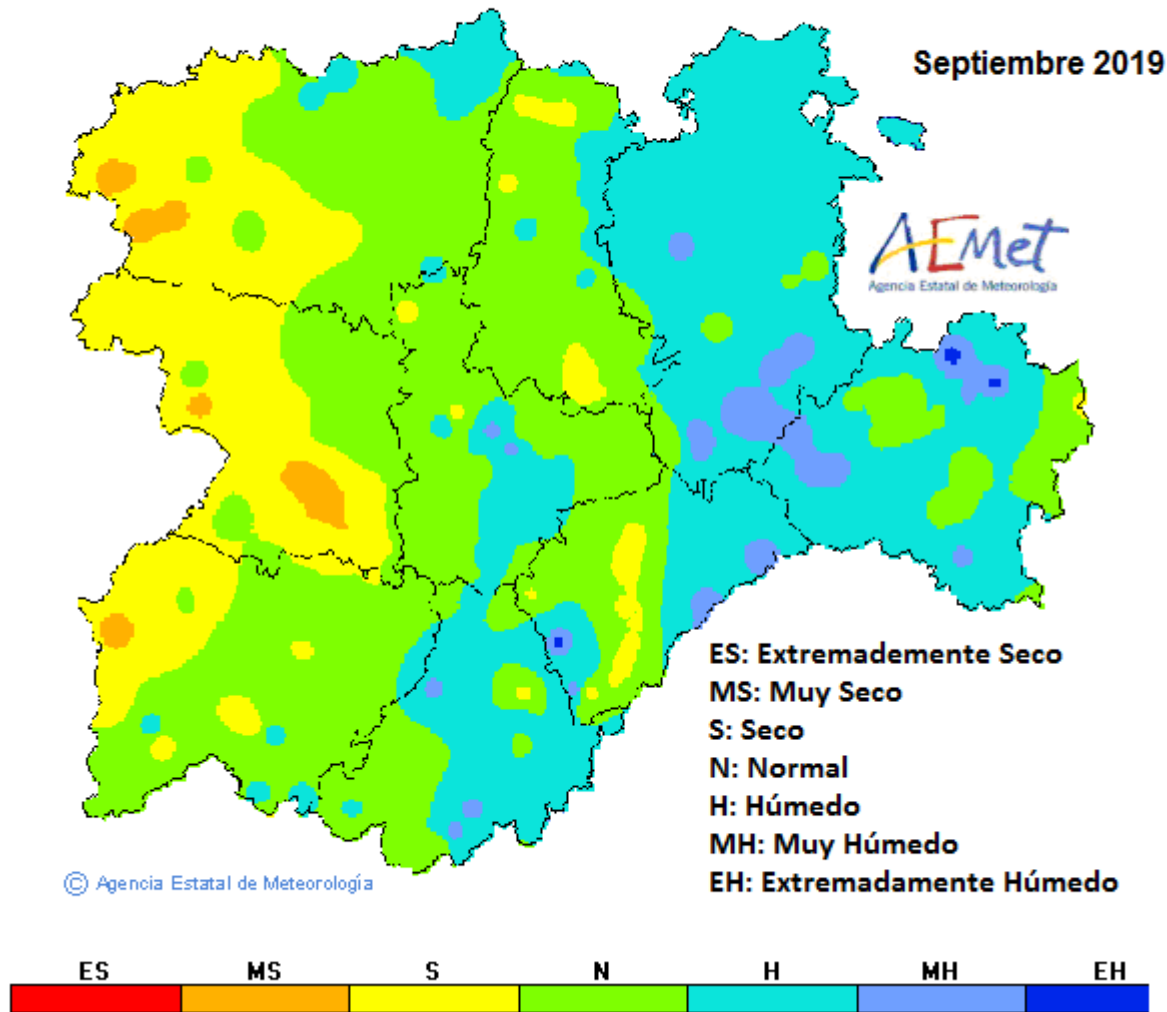 Septiembre 2019
AEMet
Agencia Estatal de Meteorología
ES: Extremademente Seco
MS: Muy Seco
S: Seco
N: Normal
H: Húmedo
MH: Muy Húmedo
EH: Extremadamente Húmedo
© Agencia Estatal de Meteorología
ES MS S N H MH EH